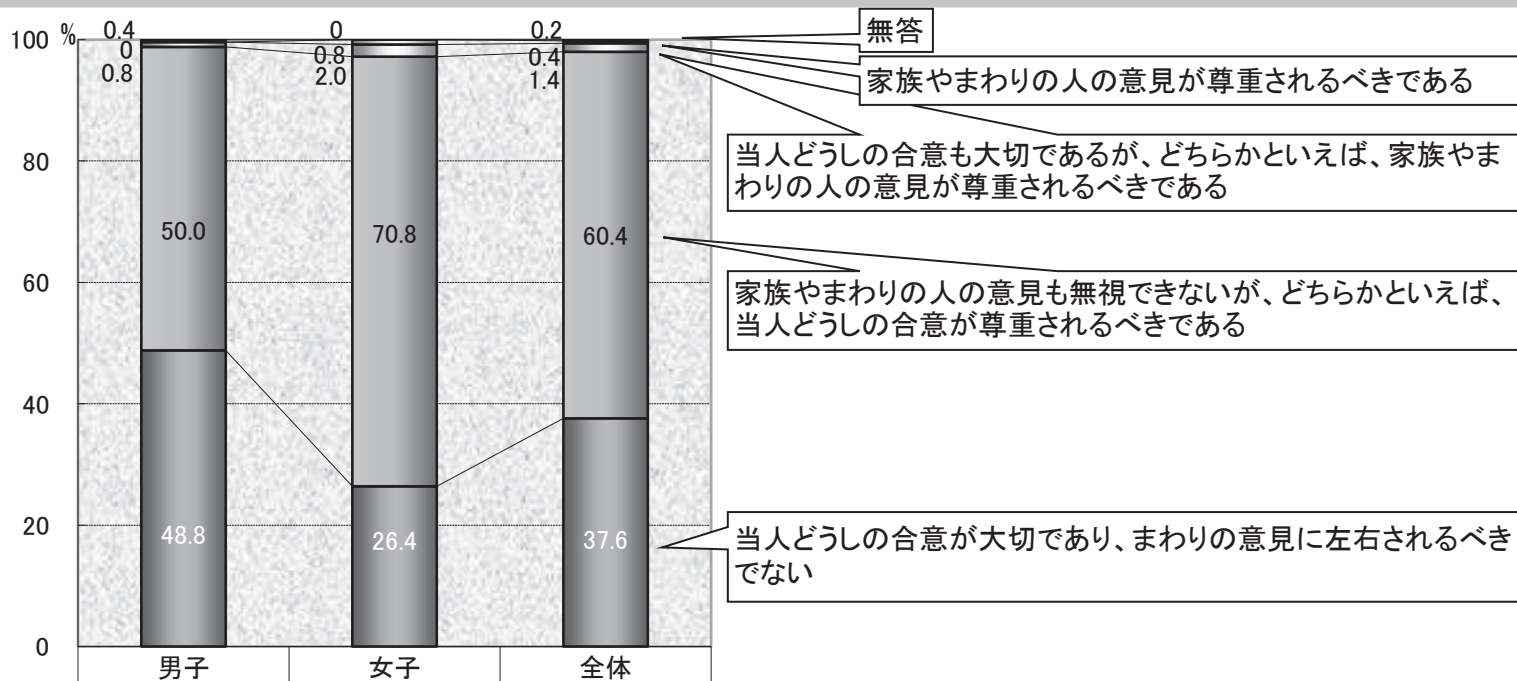 100 %
80
60
40
20
0
0.4
0
0.8
50.0
48.8
男子
0
0.8
2.0
70.8
26.4
女子
0.2
0.4
1.4
60.4
37.6
全体
無答
家族やまわりの人の意見が尊重されるべきである
当人どうしの合意も大切であるが、どちらかといえば、家族やま
わりの人の意見が尊重されるべきである
家族やまわりの人の意見も無視できないが、どちらかといえば、
当人どうしの合意が尊重されるべきである
当人どうしの合意が大切であり、まわりの意見に左右されるべき
でない